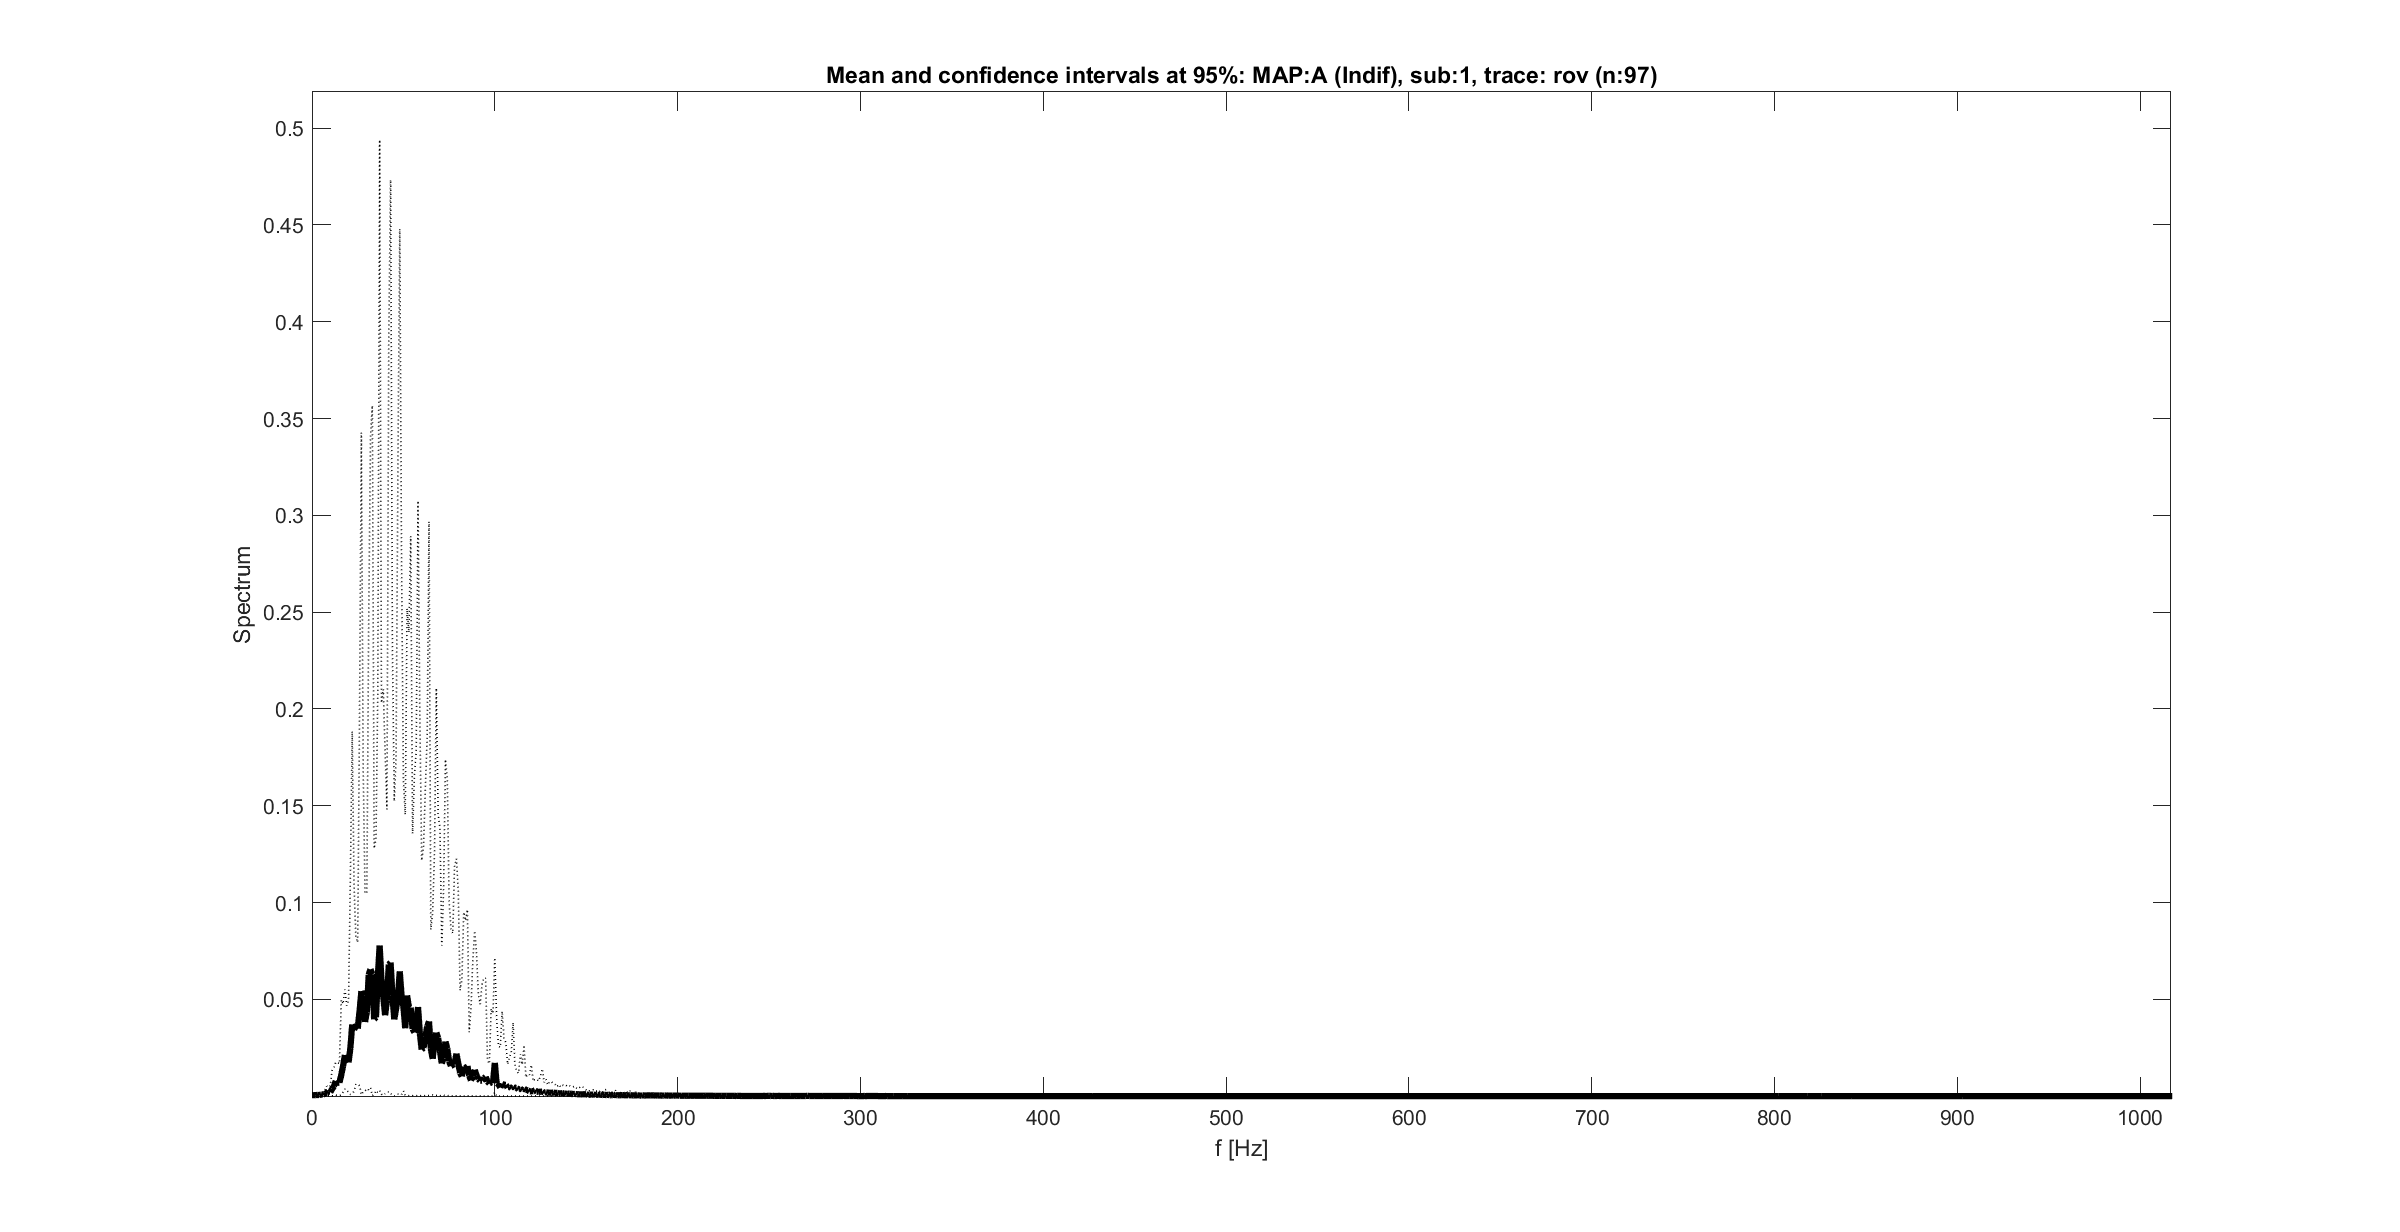 Mean and confidence intervals at 95%: MAP:A (Indif), sub:1, trace: rov (n:97)
0.5
0.45
0.4
0.35
0.3
0.25
0.2
0.15
0.1
0.05
Spectrum
0 100 200 300 400 500 600 700 800 900 1000
f [Hz]